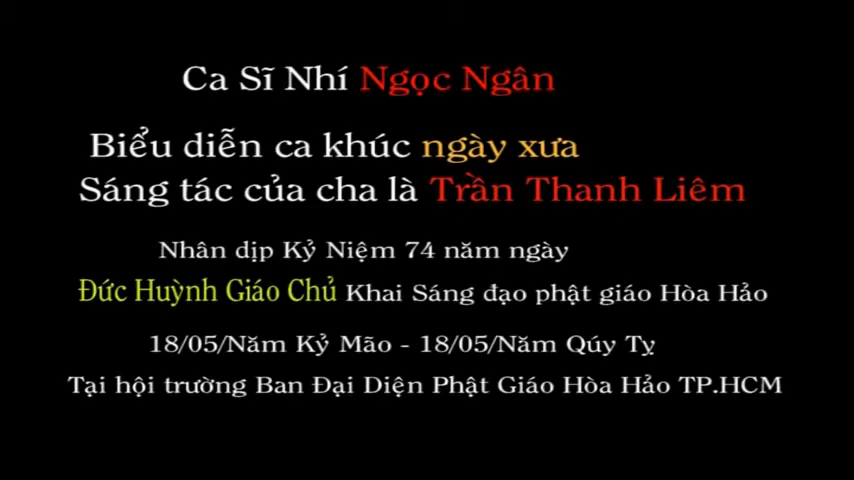 Ca Sĩ Nhí Ngọc Ngân
Biểu diễn ca khúc ngày xưa
Sáng tác của cha là Trần Thanh Liêm
Nhân dịp Kỷ Niệm 74 năm ngày
Đức Huỳnh Giáo Chủ Khai Sáng đạo phật giáo Hòa Hảo
18/05/Năm Kỷ Mão - 18/05/Năm Qúy Tỵ
Tại hội trường Ban Đại Diện Phật Giáo Hòa Hảo TP.HCM